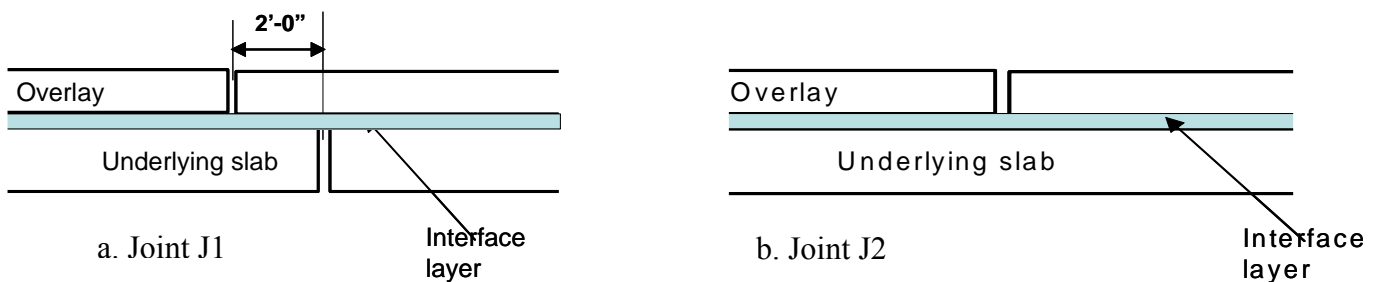 2’-0”
Overlay
Underlying slab
Interface
layer
a. Joint J1
Overlay
Underlying slab
Interface
layer
b. Joint J2